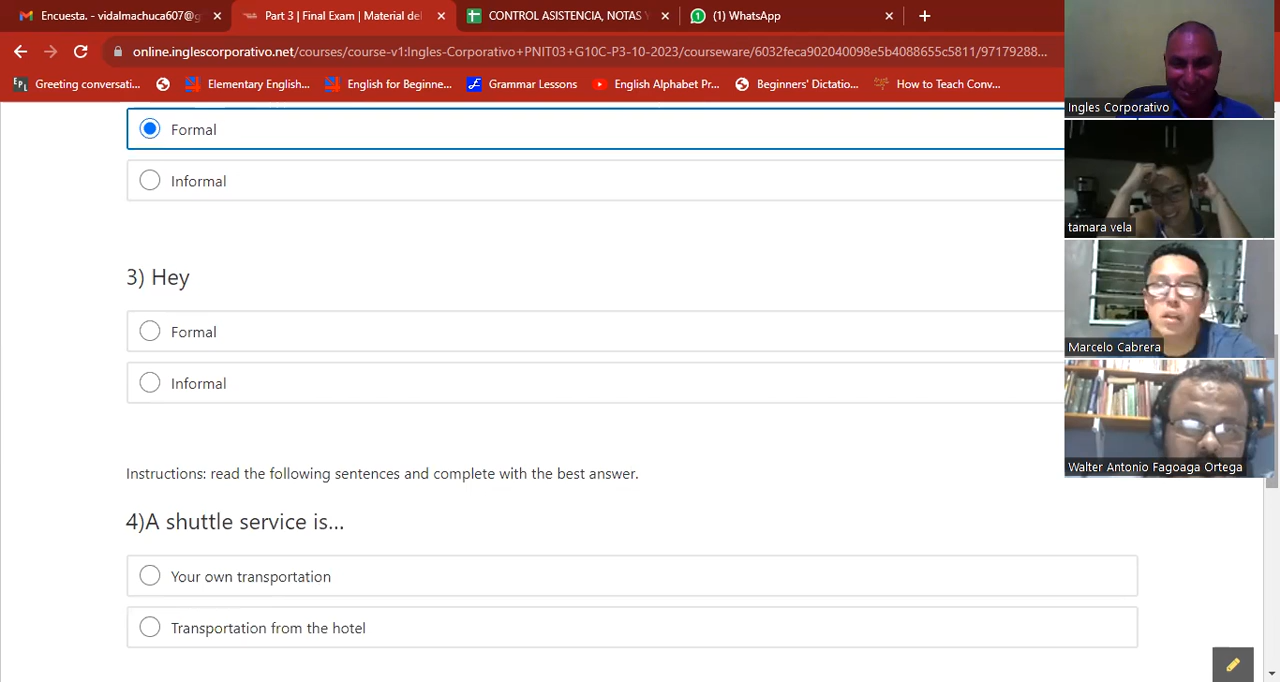 Encuesta. - vidalmachuca607@g
Part 3 | Final Exam | Material del
CONTROL ASISTENCIA, NOTAS Y
(1) WhatsApp
online.inglescorporativo.net/courses/course-v1:Ingles-Corporativo+PNIT03+G10C-P3-10-2023/courseware/6032feca902040098e5b4088655c5811/97179288...
Greeting conversati...
Elementary English...
English for Beginne...
Grammar Lessons
English Alphabet Pr...
Beginners' Dictatio...
How to Teach Conv...
Formal
Informal
3) Hey
Formal
Informal
Instructions: read the following sentences and complete with the best answer.
4)A shuttle service is...
Your own transportation
Transportation from the hotel
Ingles Corporativo
tamara vela
Marcelo Cabrera
Walter Antonio Fagoaga Ortega